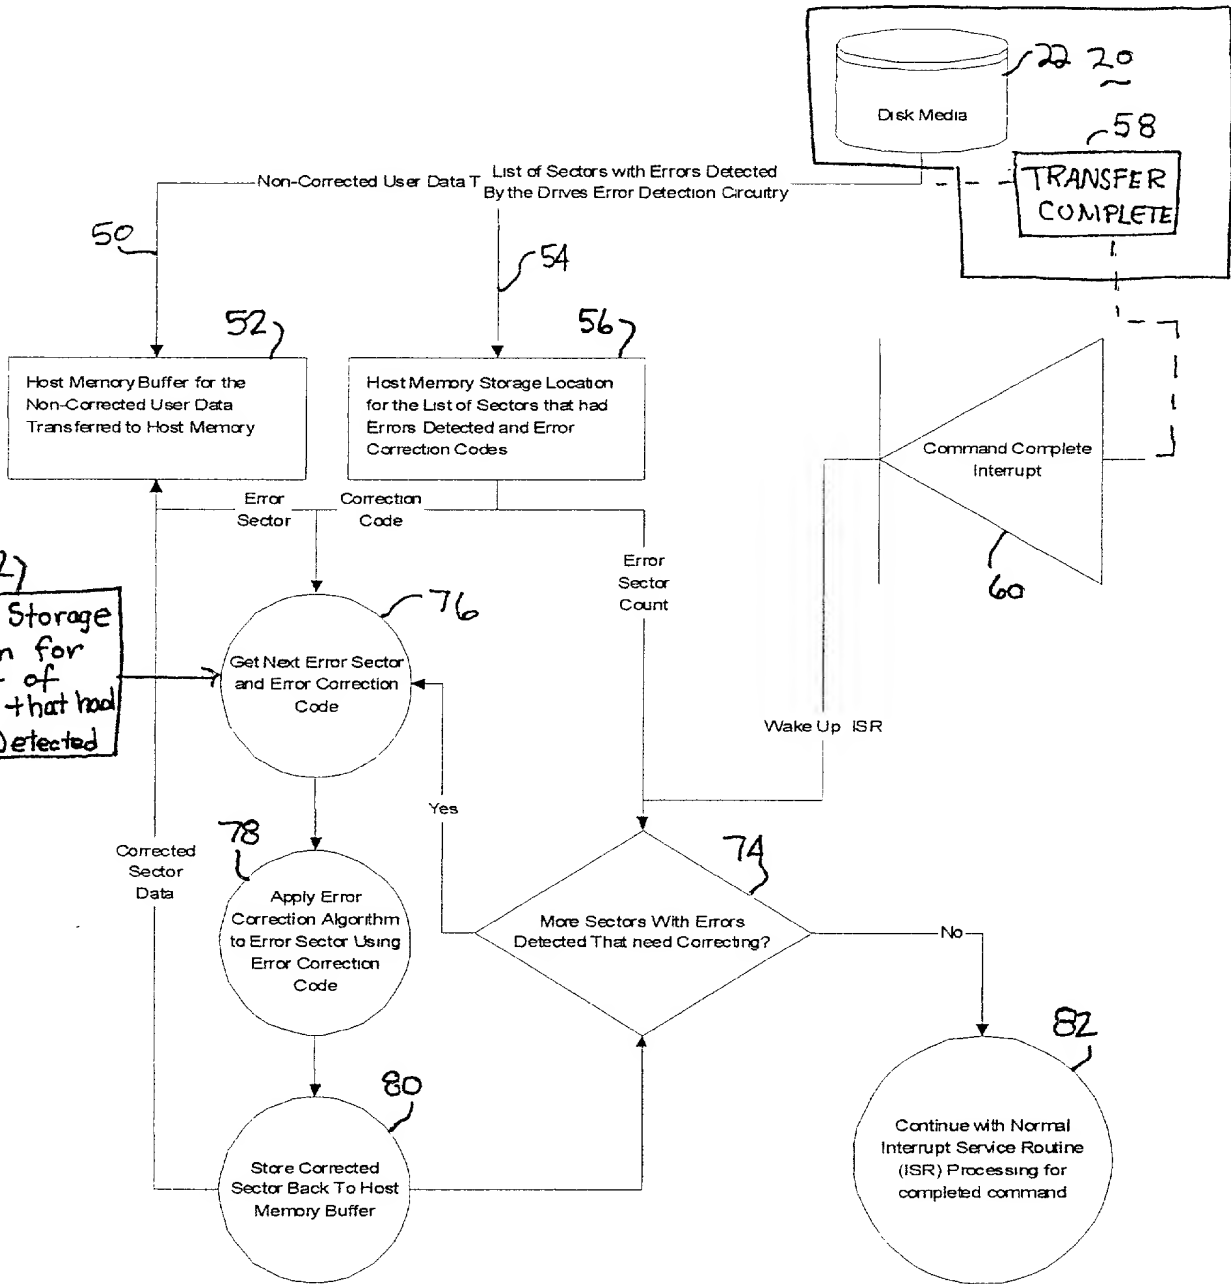 22 20
Disk Media
58
TRANSFER
COMPLETE
Non-Corrected User Data T
List of Sectors with Errors Detected
By the Drives Error Detection Circuitry
50
54
52
56
Host Memory Buffer for the
Non-Corrected User Data
Transferred to Host Memory
Host Memory Storage Location
for the List of Sectors that had
Errors Detected and Error
Correction Codes
Command Complete
Interrupt
60
Error
Sector
Correction
Code
Error
Sector
Count
2
Storage
n for
of
that had
Detected
76
Get Next Error Sector
and Error Correction
Code
Wake Up ISR
Yes
Corrected
Sector
Data
78
Apply Error
Correction Algorithm
to Error Sector Using
Error Correction
Code
74
More Sectors With Errors
Detected That need Correcting?
No
80
Store Corrected
Sector Back To Host
Memory Buffer
82
Continue with Normal
Interrupt Service Routine
(ISR) Processing for
completed command